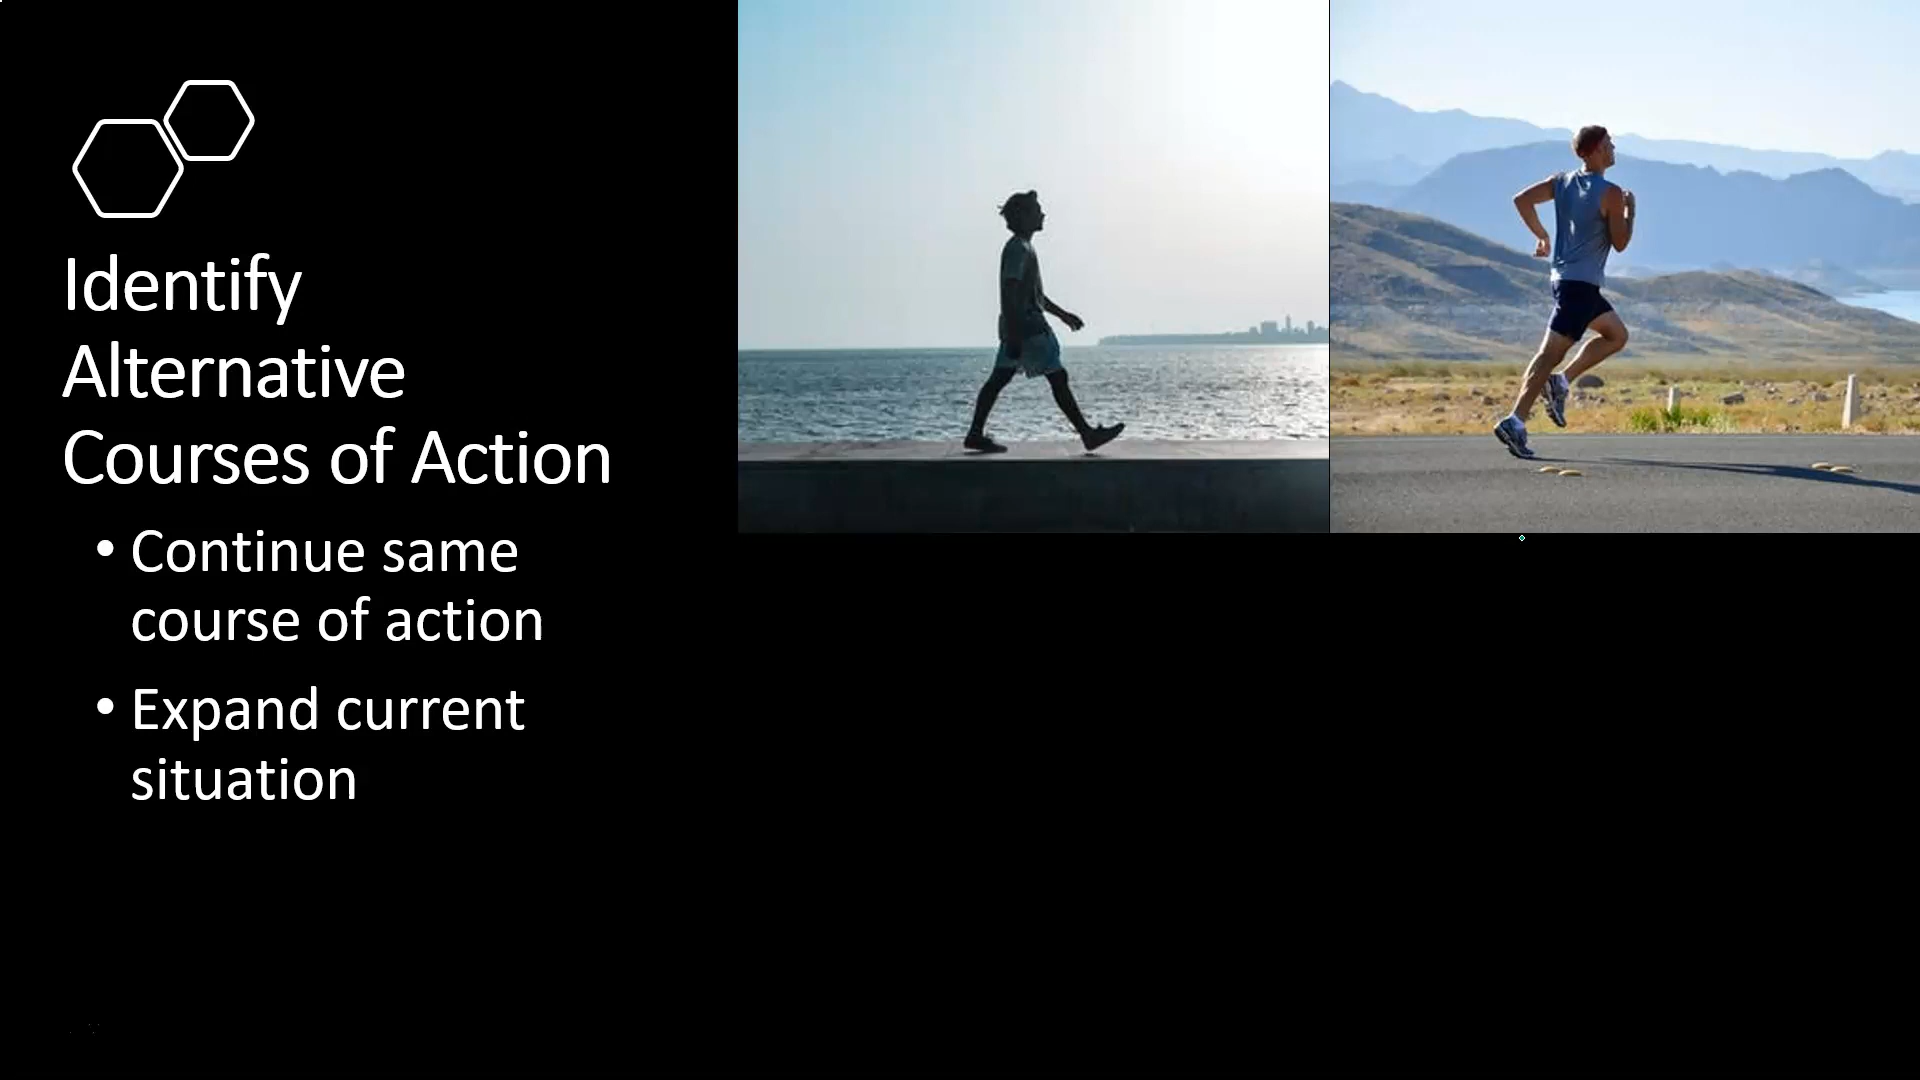 Identify
Alternative
Courses of Action
• Continue same
course of action
• Expand current
situation